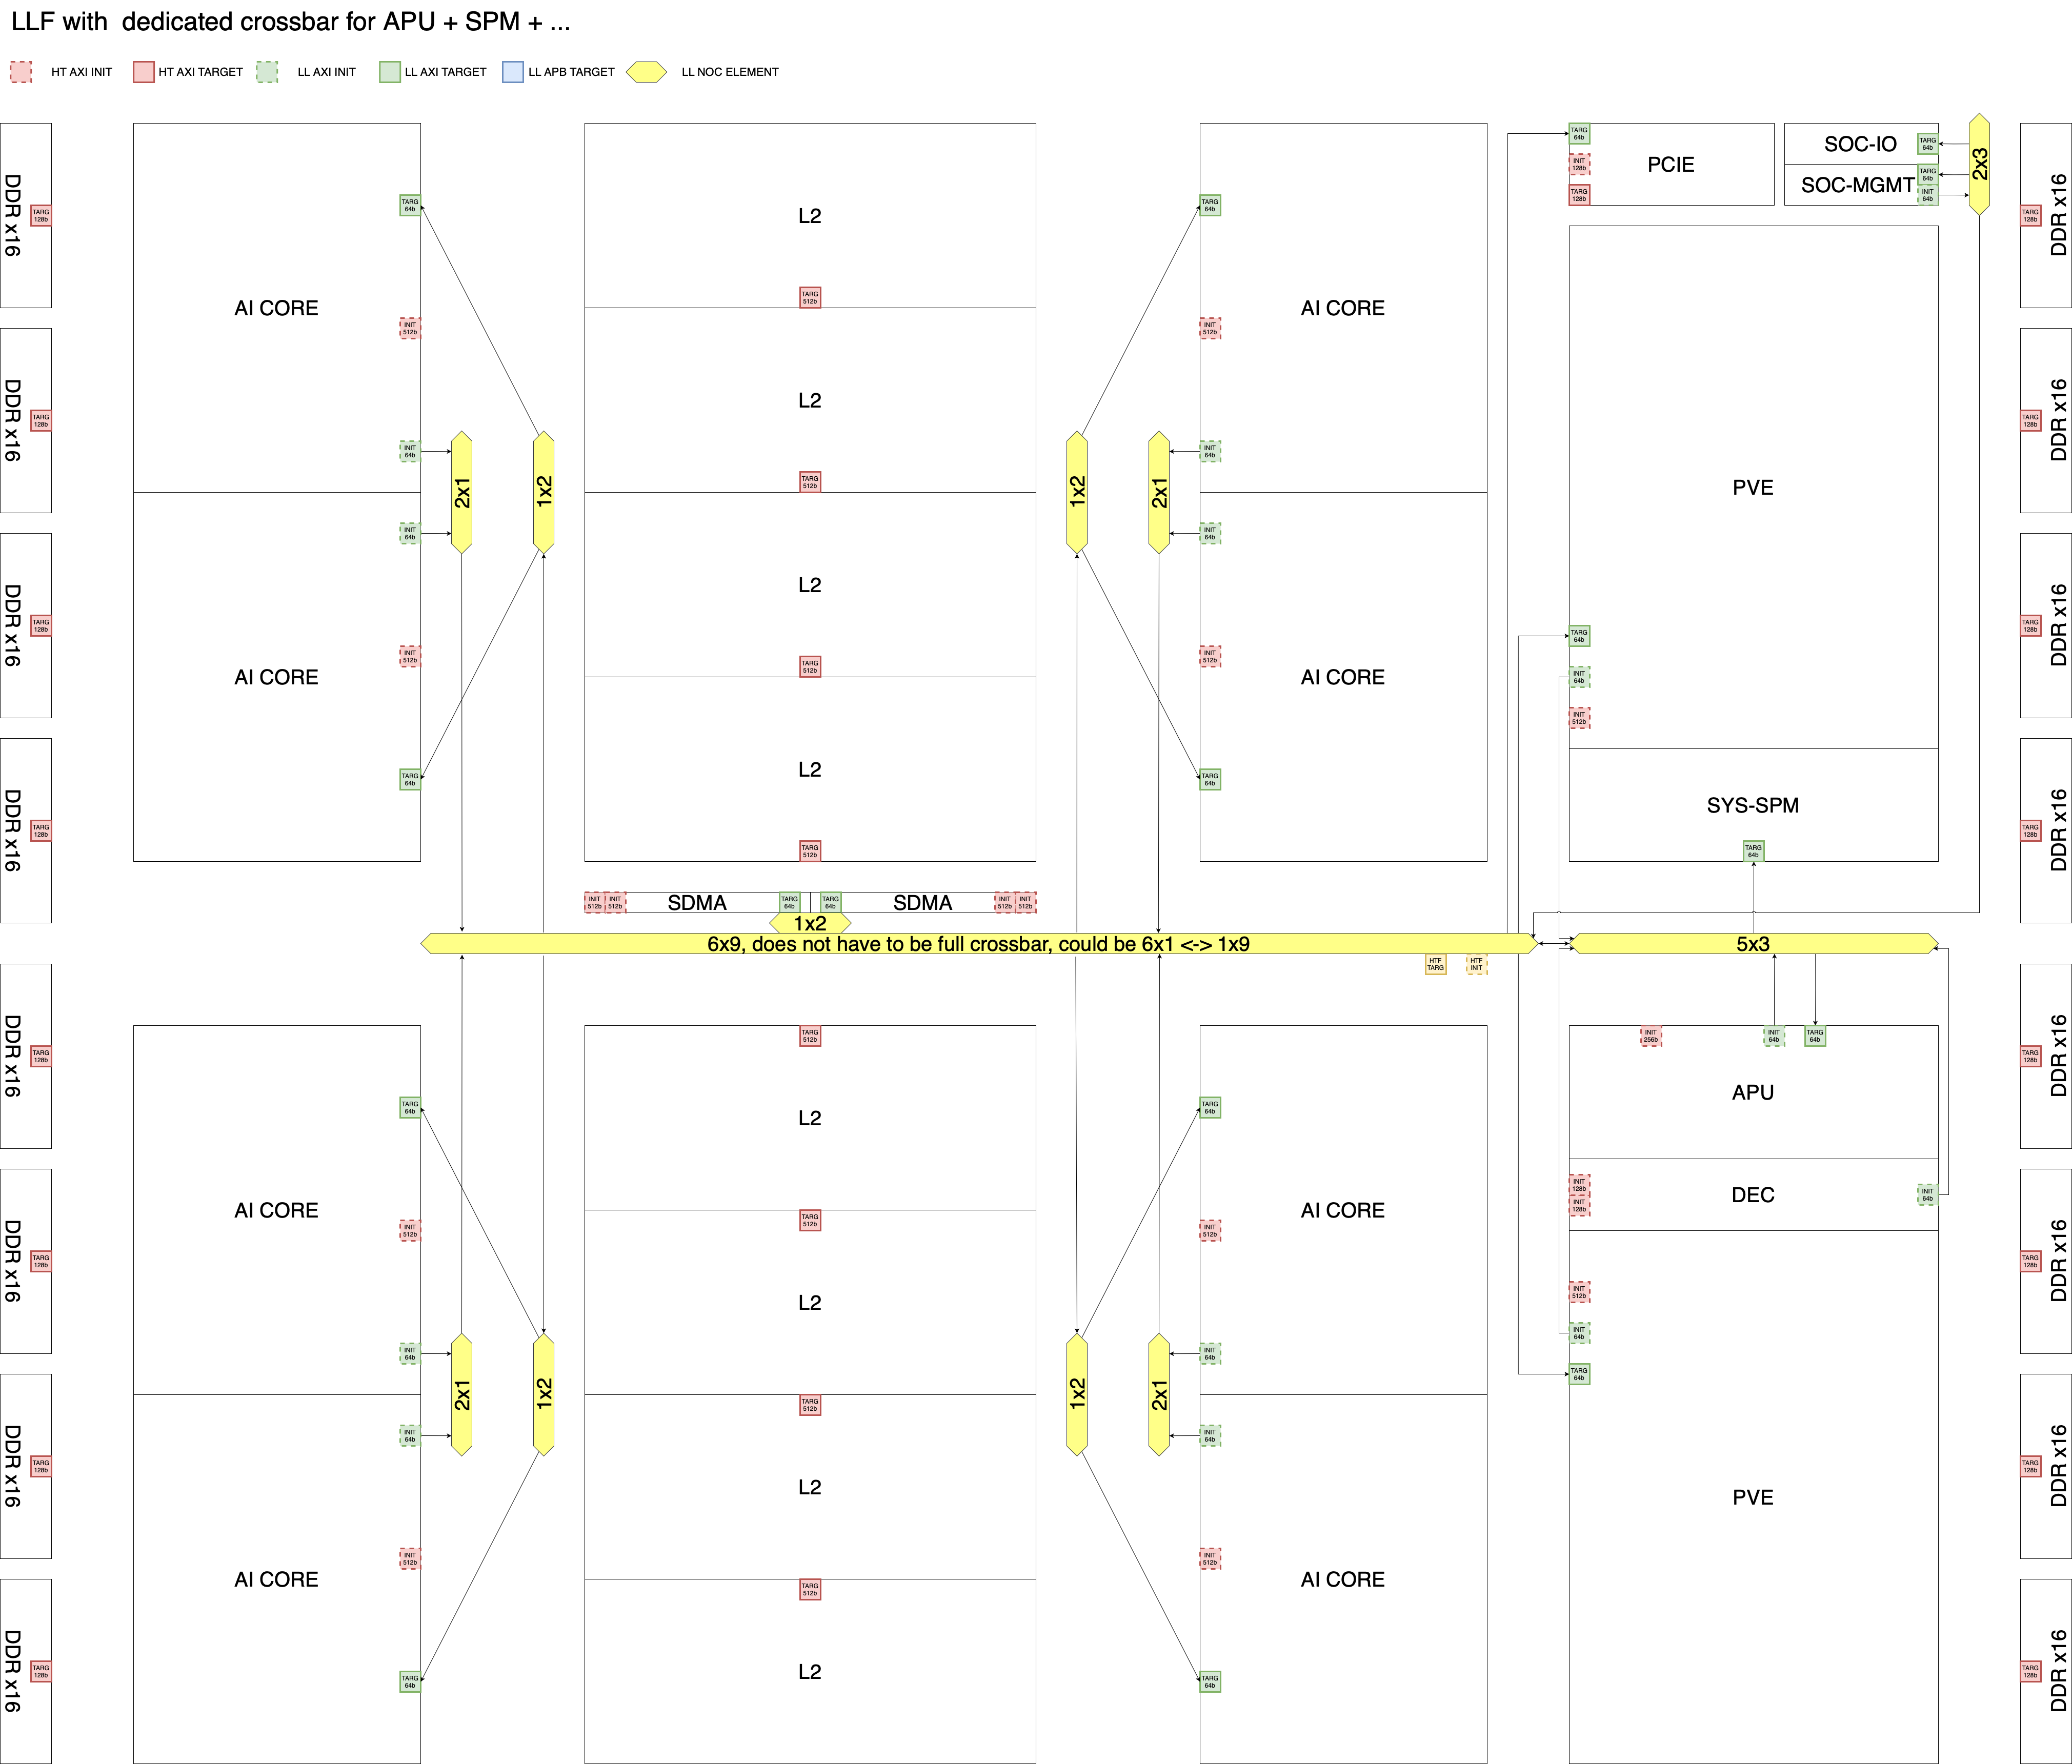 LLF with  dedicated crossbar for APU + SPM + ...
HT AXI INIT
HT AXI TARGET
LL AXI INIT
LL AXI TARGET
LL APB TARGET
LL NOC ELEMENT
DDR x16
TARG
128b
DDR x16
TARG
128b
DDR x16
TARG
128b
DDR x16
TARG
128b
DDR x16
TARG
128b
DDR x16
TARG
128b
DDR x16
TARG
128b
DDR x16
TARG
128b
AI CORE
TARG
64b
INIT
512b
INIT
64b
AI CORE
INIT
64b
INIT
512b
TARG
64b
2x1
1x2
L2
TARG
512b
L2
TARG
512b
L2
TARG
512b
L2
TARG
512b
1x2
2x1
AI CORE
TARG
64b
INIT
512b
INIT
64b
AI CORE
INIT
64b
INIT
512b
TARG
64b
PCIE
TARG
64b
INIT
128b
TARG
128b
SOC-IO
TARG
64b
SOC-MGMT
TARG
64b
INIT
64b
2x3
PVE
TARG
64b
INIT
64b
INIT
512b
SYS-SPM
TARG
64b
INIT
512b
INIT
512b
SDMA
TARG
64b
TARG
64b
SDMA
INIT
512b
INIT
512b
1x2
6x9, does not have to be full crossbar, could be 6x1 <-> 1x9
5x3
HTF
TARG
HTF
INIT
AI CORE
TARG
64b
INIT
512b
INIT
64b
AI CORE
INIT
64b
INIT
512b
TARG
64b
2x1
1x2
TARG
512b
L2
TARG
512b
L2
TARG
512b
L2
TARG
512b
L2
1x2
2x1
AI CORE
TARG
64b
INIT
512b
INIT
64b
AI CORE
INIT
64b
INIT
512b
TARG
64b
INIT
256b
INIT
64b
TARG
64b
APU
INIT
128b
INIT
128b
DEC
INIT
64b
INIT
512b
INIT
64b
TARG
64b
PVE
TARG
128b
DDR x16
TARG
128b
DDR x16
TARG
128b
DDR x16
TARG
128b
DDR x16
TARG
128b
DDR x16
TARG
128b
DDR x16
TARG
128b
DDR x16
TARG
128b
DDR x16